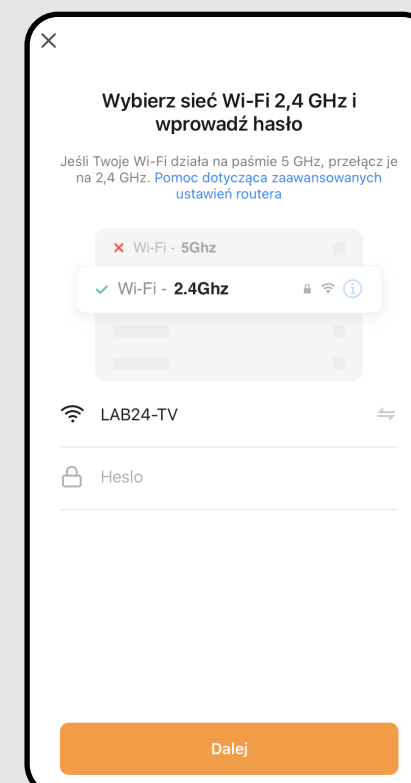 Wybierz sieć Wi-Fi 2,4 GHz i
wprowadź hasło
Jeśli Twoje Wi-Fi działa na paśmie 5 GHz, przełącz je
na 2,4 GHz. Pomoc dotycząca zaawansowanych
ustawień routera
Wi-Fi - 5Ghz
Wi-Fi - 2.4Ghz
LAB24-TV
Heslo
Dalej